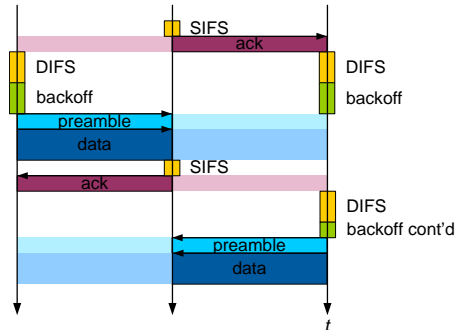 SIFS
ack
DIFS
DIFS
backoff
backoff
preamble
data
SIFS
ack
DIFS
backoff cont'd
preamble
data
t